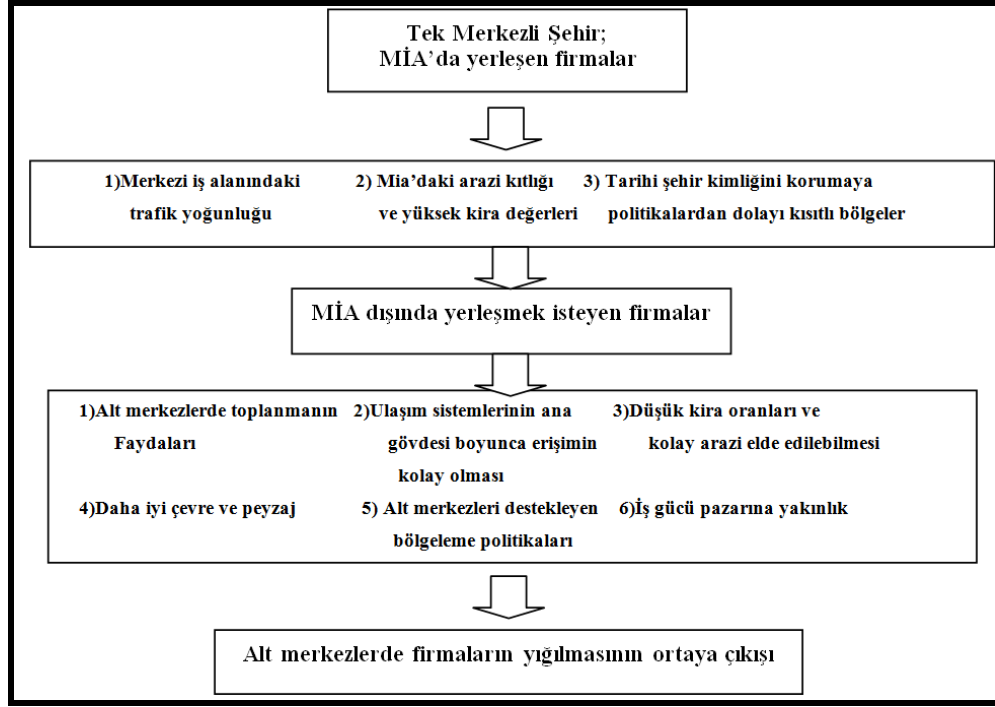 Tek Merkezli Şehir;
MİA'da yerleşen firmalar
1)Merkezi iş alanındaki
trafik yoğunluğu
2) Mia'daki arazi kıtlığı
ve yüksek kira değerleri
3) Tarihi şehir kimliğini korumaya
politikalardan dolayı kısıtlı bölgeler
MİA dışında yerleşmek isteyen firmalar
1)Alt merkezlerde toplanmanın
Faydaları
2)Ulaşım sistemlerinin ana
gövdesi boyunca erişimin
kolay olması
3)Düşük kira oranları ve
kolay arazi elde edilebilmesi
4)Daha iyi çevre ve peyzaj
5) Alt merkezleri destekleyen
bölgeleme politikaları
6)İş gücü pazarına yakınlık
Alt merkezlerde firmaların yığılmasının ortaya çıkışı